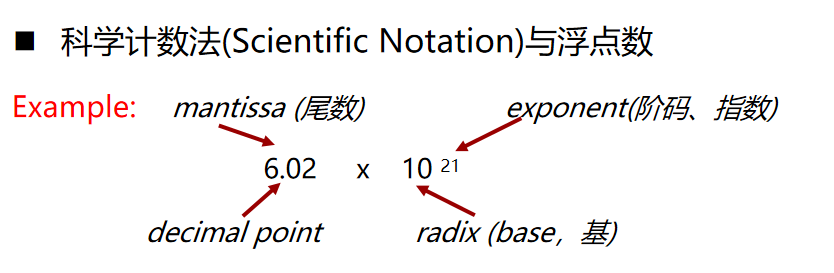 ■ 科学计数法(Scientific Notation)与浮点数
Example: mantissa (尾数) exponent(阶码、指数)
6.02 x 10 21
decimal point radix (base，基)